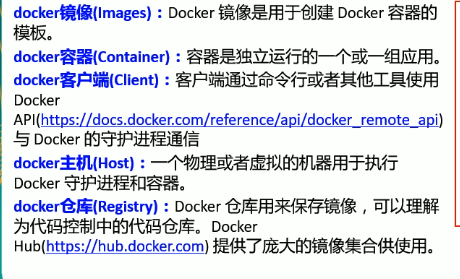 docker镜像(Images)：Docker 镜像是用于创建 Docker 容器的
模板。
docker容器(Container)：容器是独立运行的一个或一组应用。
docker客户端(Client)：客户端通过命令行或者其他工具使用
Docker
API(https://docs.docker.com/reference/api/docker_remote_api)
与 Docker 的守护进程通信
docker主机(Host)：一个物理或者虚拟的机器用于执行
Docker 守护进程和容器。
docker仓库(Registry)：Docker 仓库用来保存镜像，可以理解
为代码控制中的代码仓库。Docker
Hub(https://hub.docker.com) 提供了庞大的镜像集合供使用。